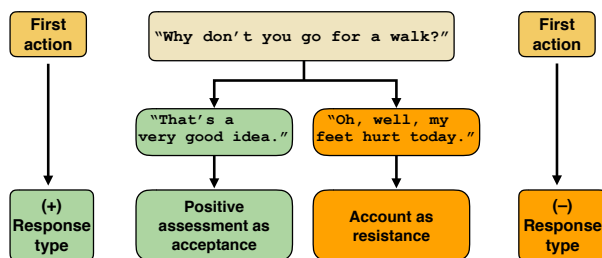 First
action
“Why don’t you go for a walk?”
First
action
“That’s a
very good idea.”
“Oh, well, my
feet hurt today.”
(+)
Response
type
Positive
assessment as
acceptance
Account as
resistance
(–)
Response
type